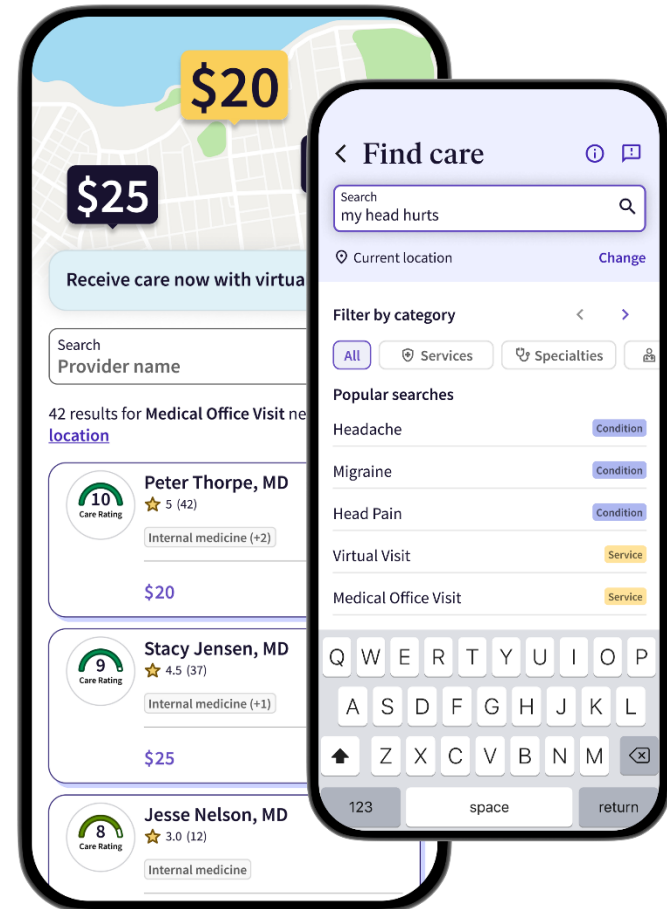 $20
$25
Receive care now with virtua
Search
Provider name
42 results for Medical Office Visit ne
location
10
Care Rating
Peter Thorpe, MD
5 (42)
Internal medicine (+2)
$20
9
Care Rating
Stacy Jensen, MD
4.5 (37)
Internal medicine (+1)
$25
8
Care Rating
Jesse Nelson, MD
3.0 (12)
Internal medicine
Find care
Search
my head hurts
Current location Change
Filter by category
All Services Specialties
Popular searches
Headache Condition
Migraine Condition
Head Pain Condition
Virtual Visit Service
Medical Office Visit Service
Q W E R T Y U I O P
A S D F G H J K L
Z X C V B N M
123 space return